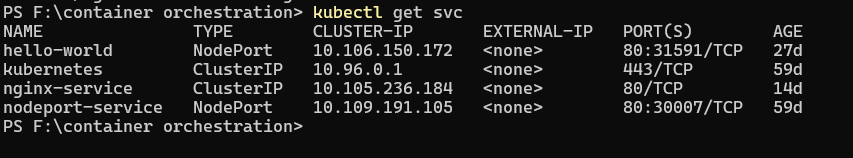 PS F:\container orchestration> kubectl get svc
NAME               TYPE        CLUSTER-IP       EXTERNAL-IP   PORT(S)        AGE
hello-world        NodePort    10.106.150.172   <none>        80:31591/TCP   27d
kubernetes         ClusterIP   10.96.0.1        <none>        443/TCP        59d
nginx-service      ClusterIP   10.105.236.184   <none>        80/TCP         14d
nodeport-service   NodePort    10.109.191.105   <none>        80:30007/TCP   59d
PS F:\container orchestration>